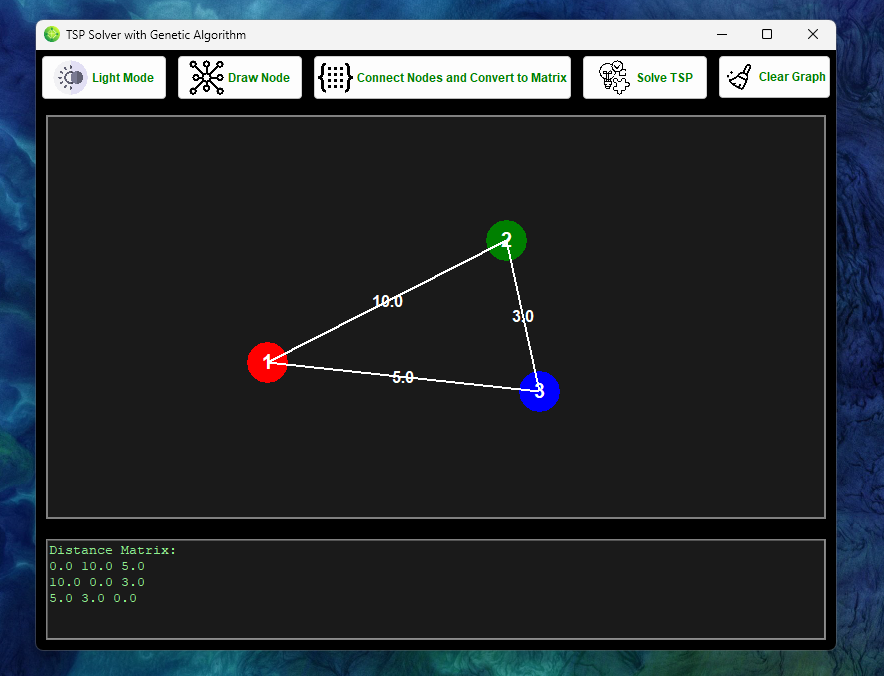 TSP Solver with Genetic Algorithm
Light Mode
Draw Node
Connect Nodes and Convert to Matrix
Solve TSP
Clear Graph
2
10.0
3.0
1
5.0
3
Distance Matrix:
0.0 10.0 5.0
10.0 0.0 3.0
5.0 3.0 0.0